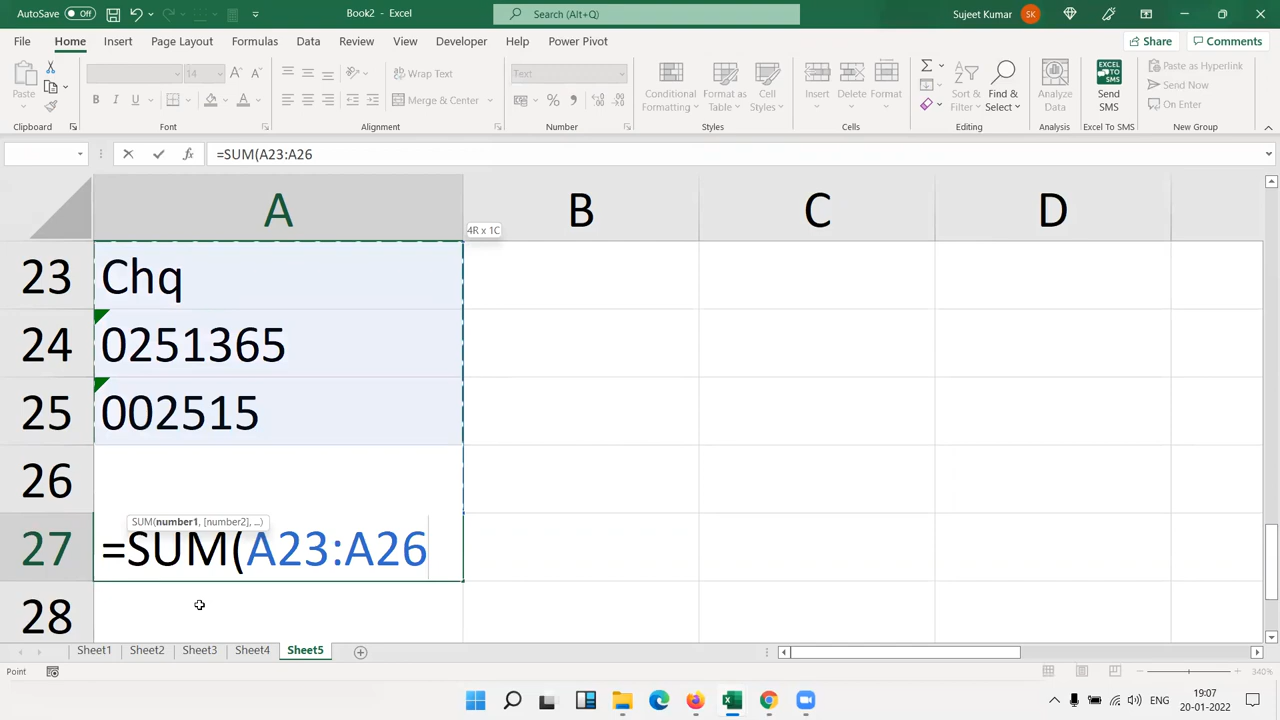 AutoSave Off Book2 - Excel Search (Alt+Q) Sujeet Kumar SK
File Home Insert Page Layout Formulas Data Review View Developer Help Power Pivot Share Comments
Paste 14 A A Wrap Text Text Conditional Formatting Format as Table Cell Styles Insert Delete Format Sort & Filter Find & Select Analyze Data Send SMS Paste as Hyperlink
B I U A Merge & Center % Send Now
On Enter
Clipboard Font Alignment Number Styles Cells Editing Analysis Excel To SMS New Group
fx =SUM(A23:A26
A B C D
4R x 1C
23 Chq
24 0251365
25 002515
26
SUM(number1, [number2], ...)
27 =SUM(A23:A26
28
Sheet1 Sheet2 Sheet3 Sheet4 Sheet5
Point 340%
ENG 19:07
20-01-2022